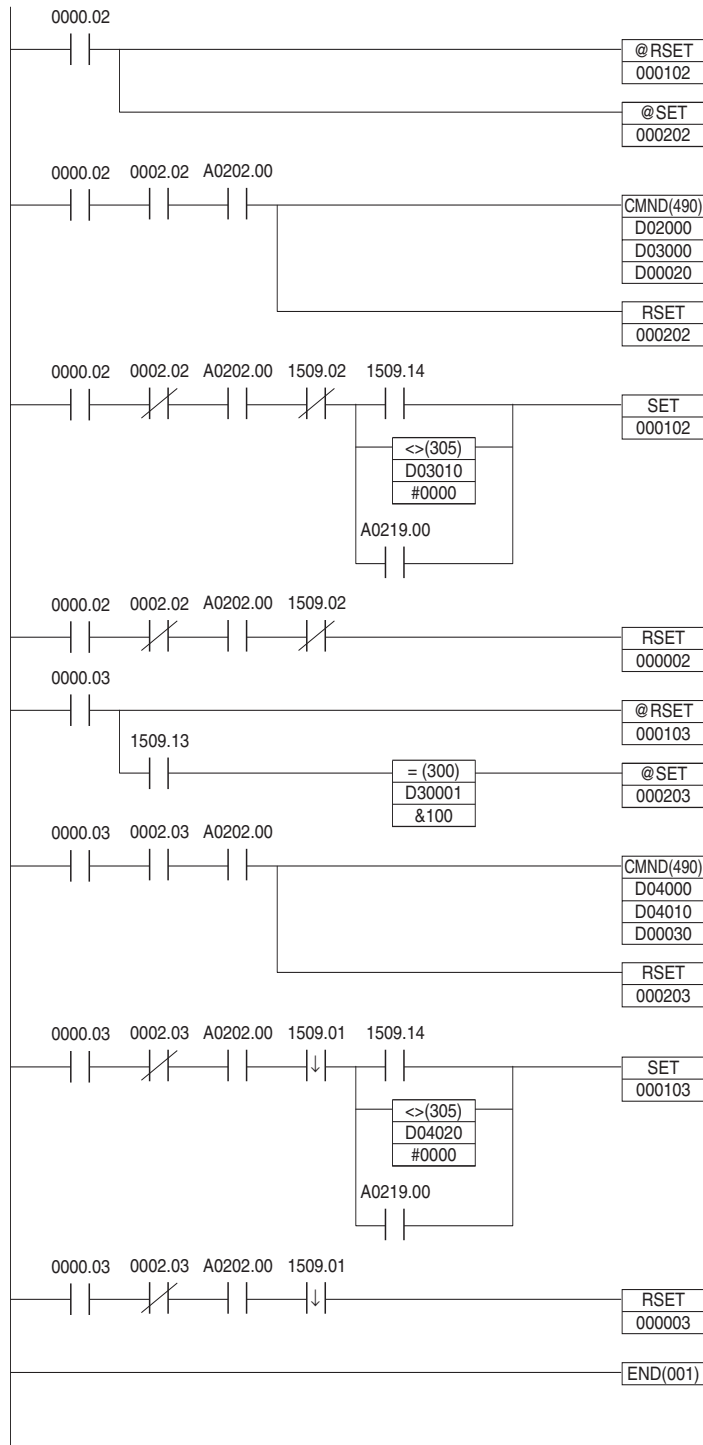 0000.02
@RSET
000102
@SET
000202
0000.02 0002.02 A0202.00
CMND(490)
D02000
D03000
D00020
RSET
000202
0000.02 0002.02 A0202.00 1509.02 1509.14
SET
000102
<>(305)
D03010
#0000
A0219.00
0000.02 0002.02 A0202.00 1509.02
RSET
000002
0000.03
@RSET
000103
1509.13
= (300)
D30001
&100
@SET
000203
0000.03 0002.03 A0202.00
CMND(490)
D04000
D04010
D00030
RSET
000203
0000.03 0002.03 A0202.00 1509.01 1509.14
SET
000103
<>(305)
D04020
#0000
A0219.00
0000.03 0002.03 A0202.00 1509.01
RSET
000003
END(001)